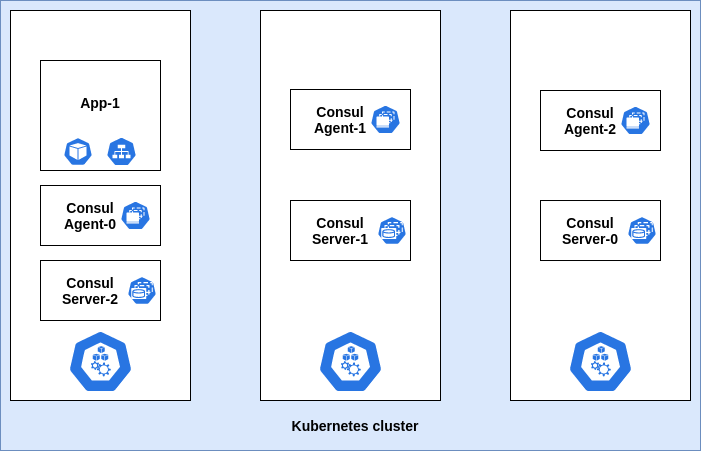 App-1
Consul
Agent-0
Consul
Server-2
Consul
Agent-1
Consul
Server-1
Consul
Agent-2
Consul
Server-0
Kubernetes cluster